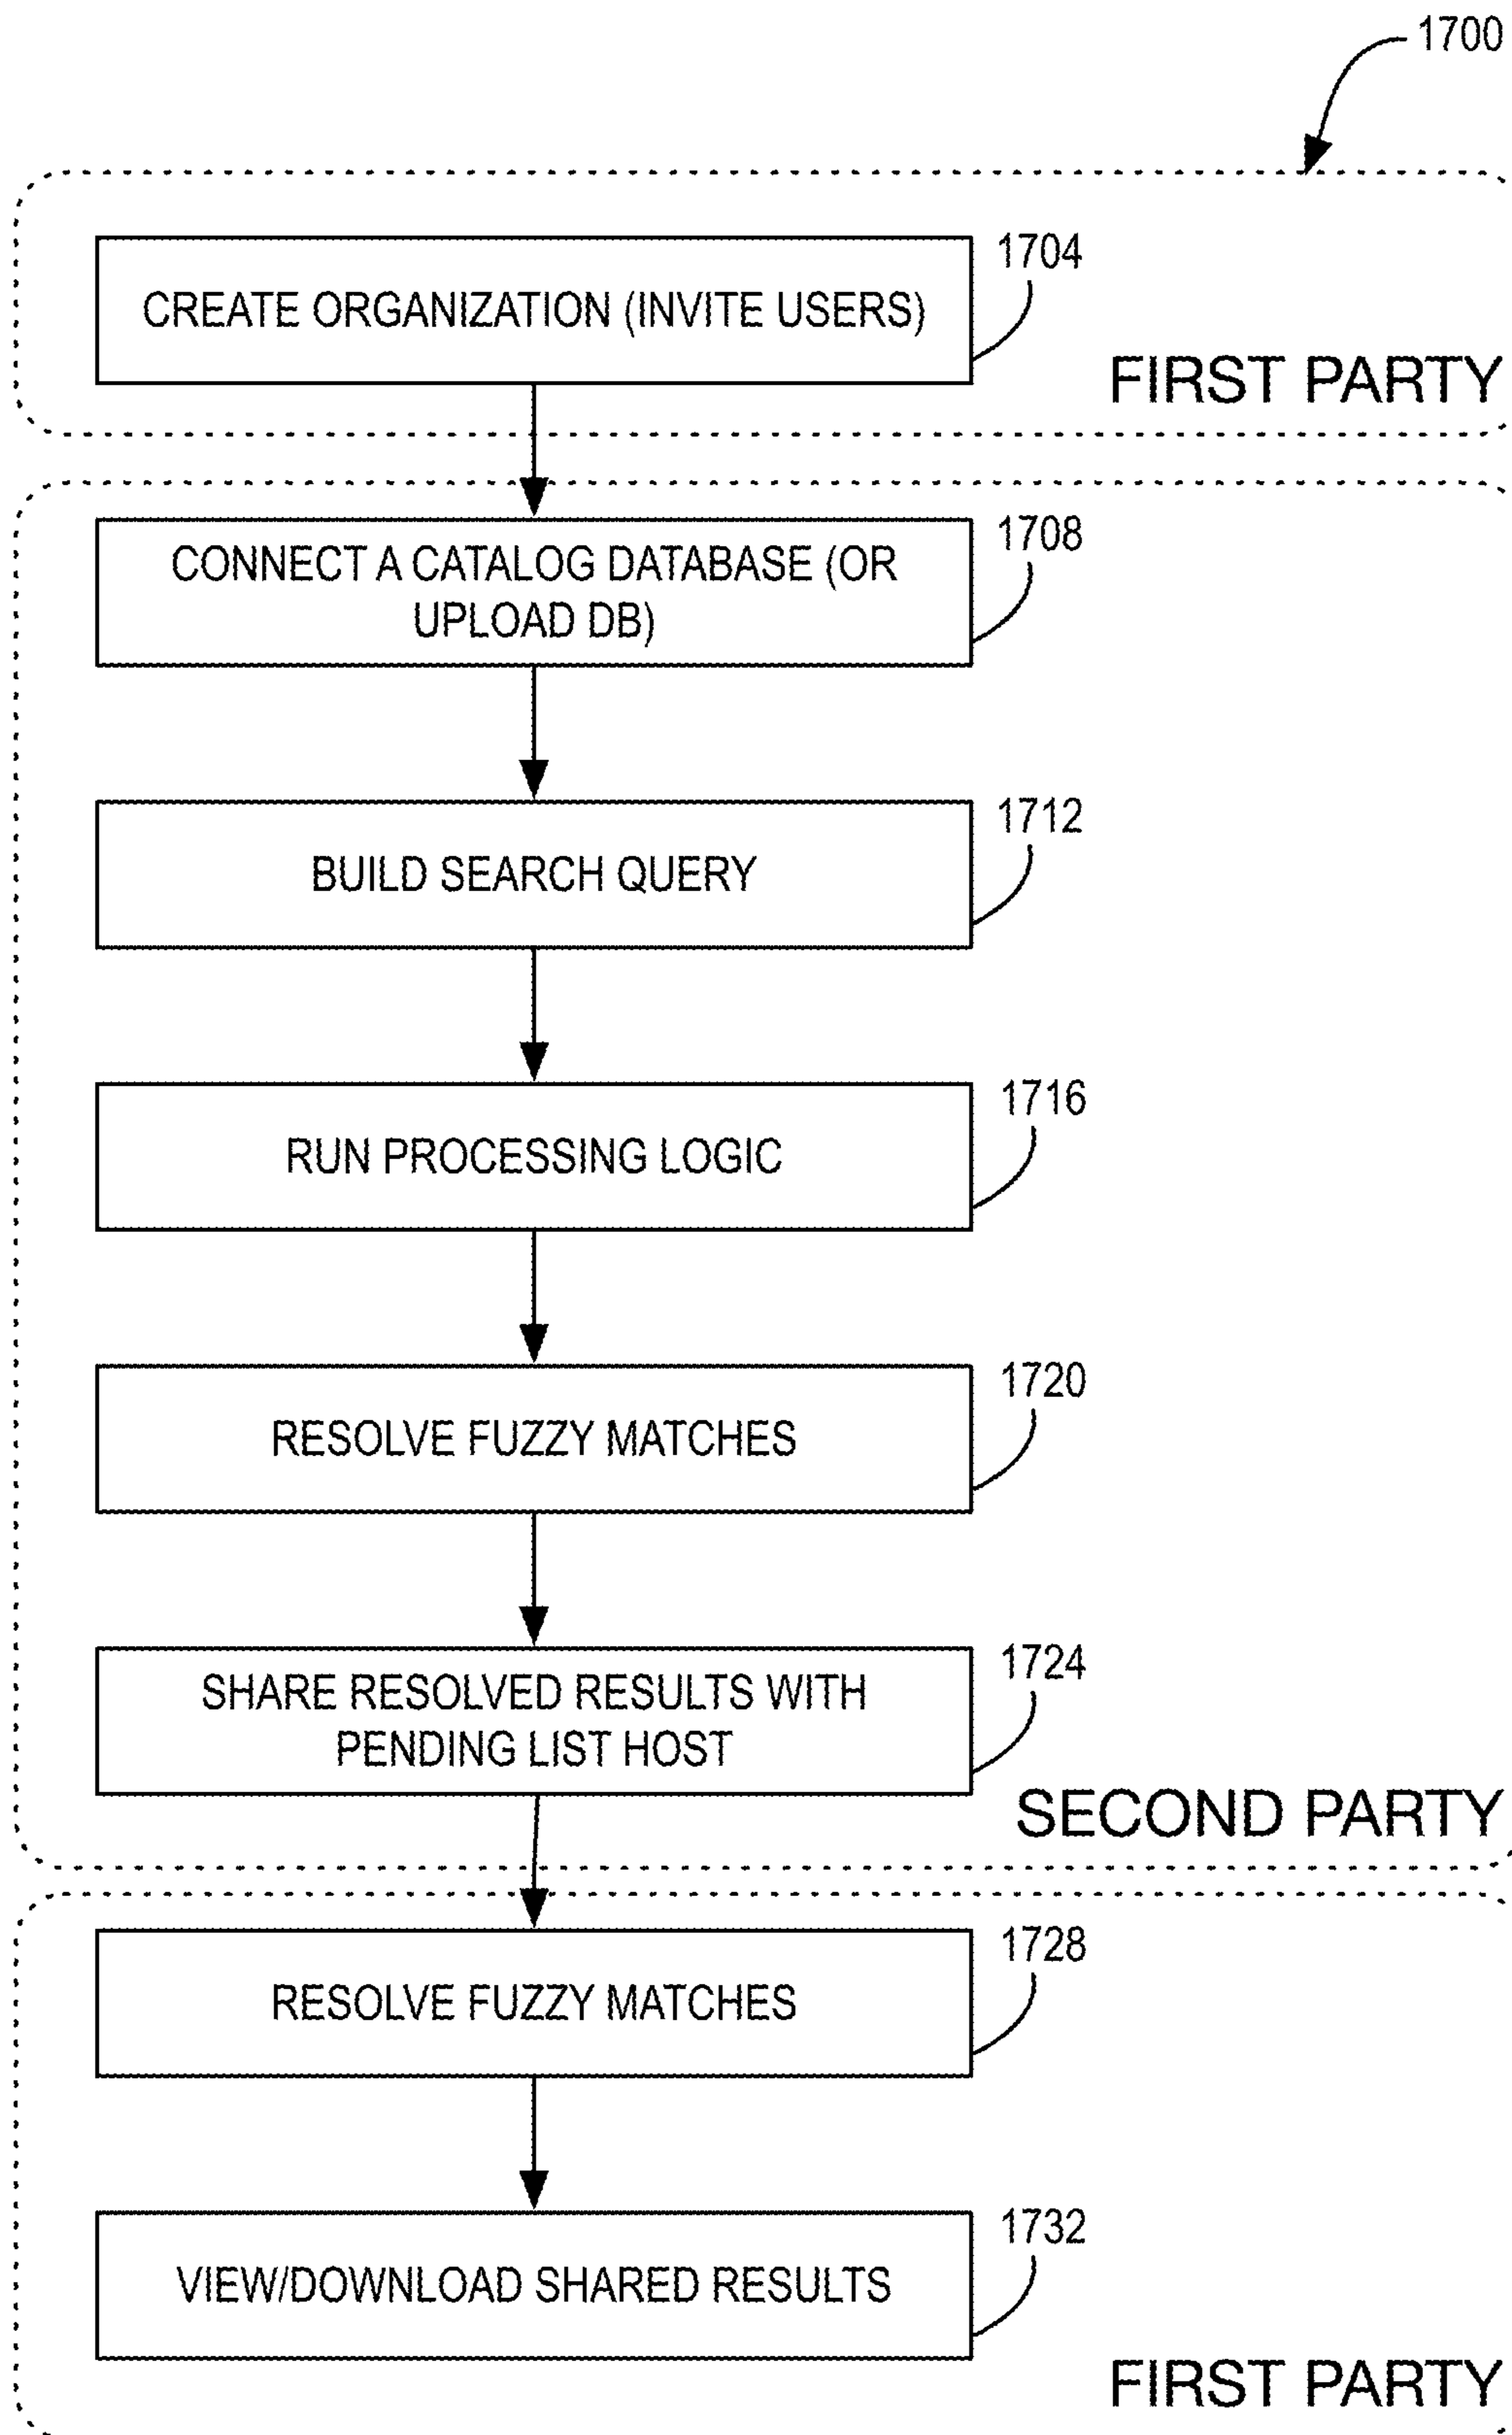 1700
1704
CREATE ORGANIZATION (INVITE USERS)
FIRST PARTY
1708
CONNECT A CATALOG DATABASE (OR
UPLOAD DB)
1712
BUILD SEARCH QUERY
1716
RUN PROCESSING LOGIC
1720
RESOLVE FUZZY MATCHES
1724
SHARE RESOLVED RESULTS WITH
PENDING LIST HOST
SECOND PARTY
1728
RESOLVE FUZZY MATCHES
1732
VIEW/DOWNLOAD SHARED RESULTS
FIRST PARTY